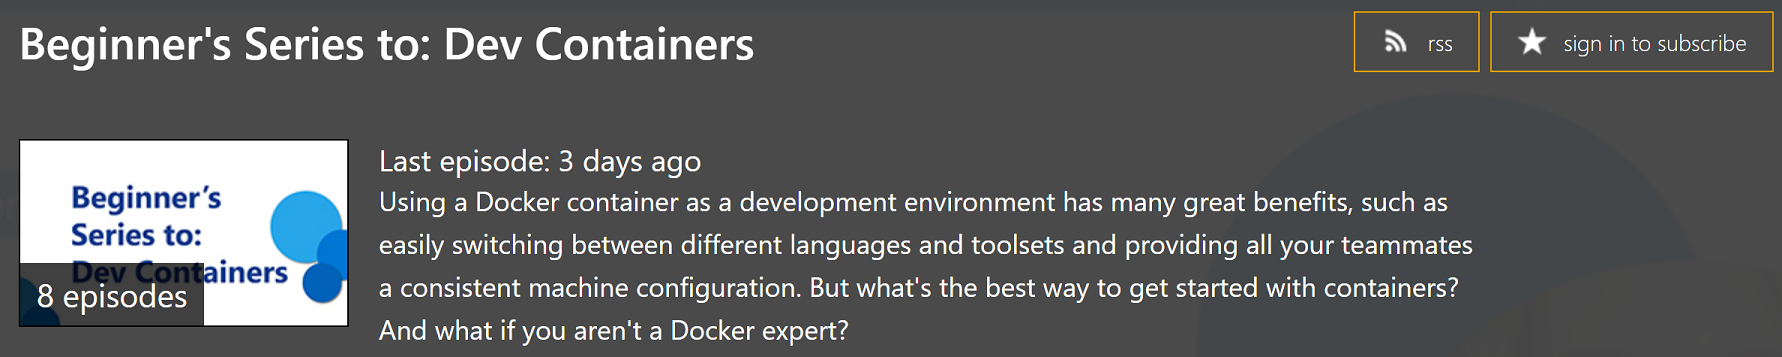 Beginner's Series to: Dev Containers
rss
sign in to subscribe
Beginner's
Series to:
Dev Containers
8 episodes
Last episode: 3 days ago
Using a Docker container as a development environment has many great benefits, such as
easily switching between different languages and toolsets and providing all your teammates
a consistent machine configuration. But what's the best way to get started with containers?
And what if you aren't a Docker expert?